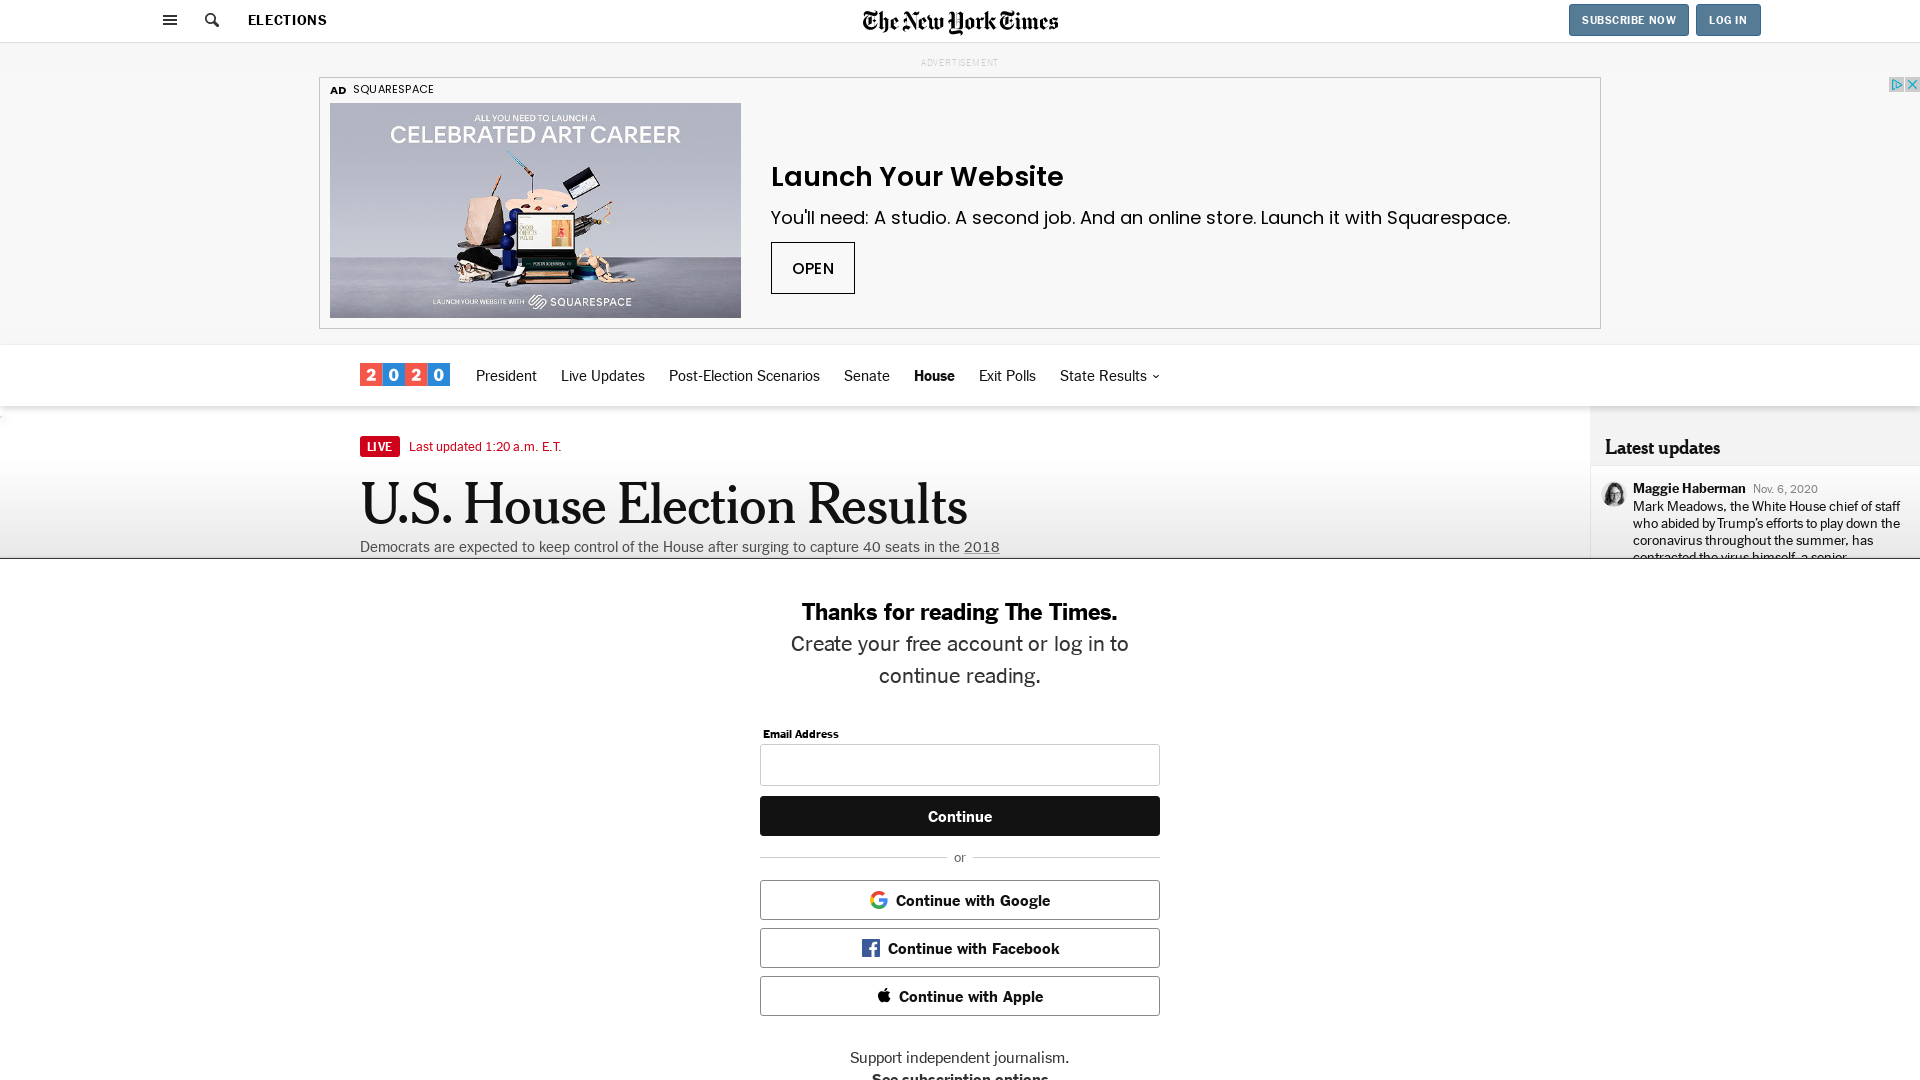 ELECTIONS
The New York Times
SUBSCRIBE NOW
LOG IN
ADVERTISEMENT
AD SQUARESPACE
ALL YOU NEED TO LAUNCH A
CELEBRATED ART CAREER
LAUNCH YOUR WEBSITE WITH SQUARESPACE
Launch Your Website
You'll need: A studio. A second job. And an online store. Launch it with Squarespace.
OPEN
2020
President
Live Updates
Post-Election Scenarios
Senate
House
Exit Polls
State Results
LIVE Last updated 1:20 a.m. E.T.
U.S. House Election Results
Democrats are expected to keep control of the House after surging to capture 40 seats in the 2018
Latest updates
Maggie Haberman Nov. 6, 2020
Mark Meadows, the White House chief of staff
who abided by Trump’s efforts to play down the
coronavirus throughout the summer, has
contracted the virus himself, a senior
Thanks for reading The Times.
Create your free account or log in to
continue reading.
Email Address
Continue
or
Continue with Google
Continue with Facebook
Continue with Apple
Support independent journalism.
See subscription options